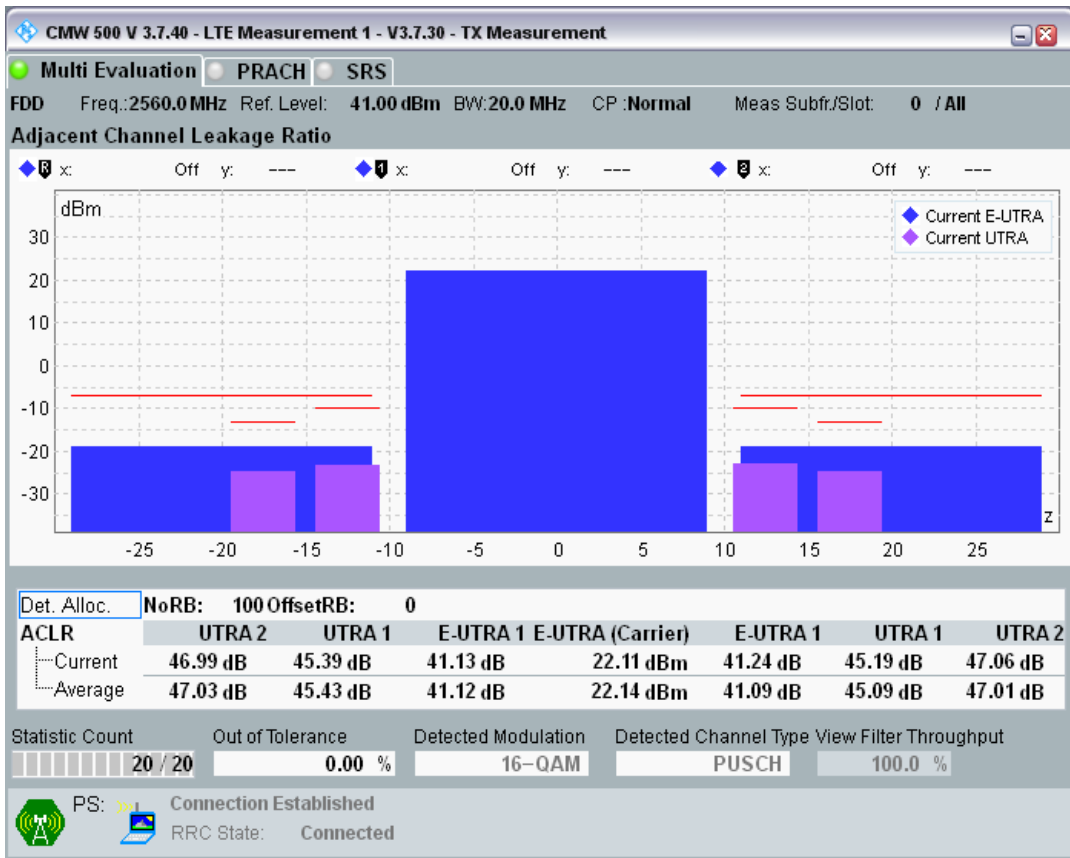 CMW 500 V 3.7.40 - LTE Measurement 1 - V3.7.30 - TX Measurement
Multi Evaluation PRACH SRS
FDD Freq.:2560.0 MHz Ref. Level: 41.00 dBm BW:20.0 MHz CP :Normal Meas Subfr./Slot: 0 / All
Adjacent Channel Leakage Ratio
R x: Off y: --- 1 x: Off y: --- 2 x: Off y: ---
dBm
Current E-UTRA
Current UTRA
30
20
10
0
-10
-20
-30
z
-25 -20 -15 -10 -5 0 5 10 15 20 25
Det. Alloc. NoRB: 100 OffsetRB: 0
ACLR UTRA 2 UTRA 1 E-UTRA 1 E-UTRA (Carrier) E-UTRA 1 UTRA 1 UTRA 2
Current 46.99 dB 45.39 dB 41.13 dB 22.11 dBm 41.24 dB 45.19 dB 47.06 dB
Average 47.03 dB 45.43 dB 41.12 dB 22.14 dBm 41.09 dB 45.09 dB 47.01 dB
Statistic Count Out of Tolerance Detected Modulation Detected Channel Type View Filter Throughput
20 / 20 0.00 % 16-QAM PUSCH 100.0 %
PS: Connection Established
RRC State: Connected